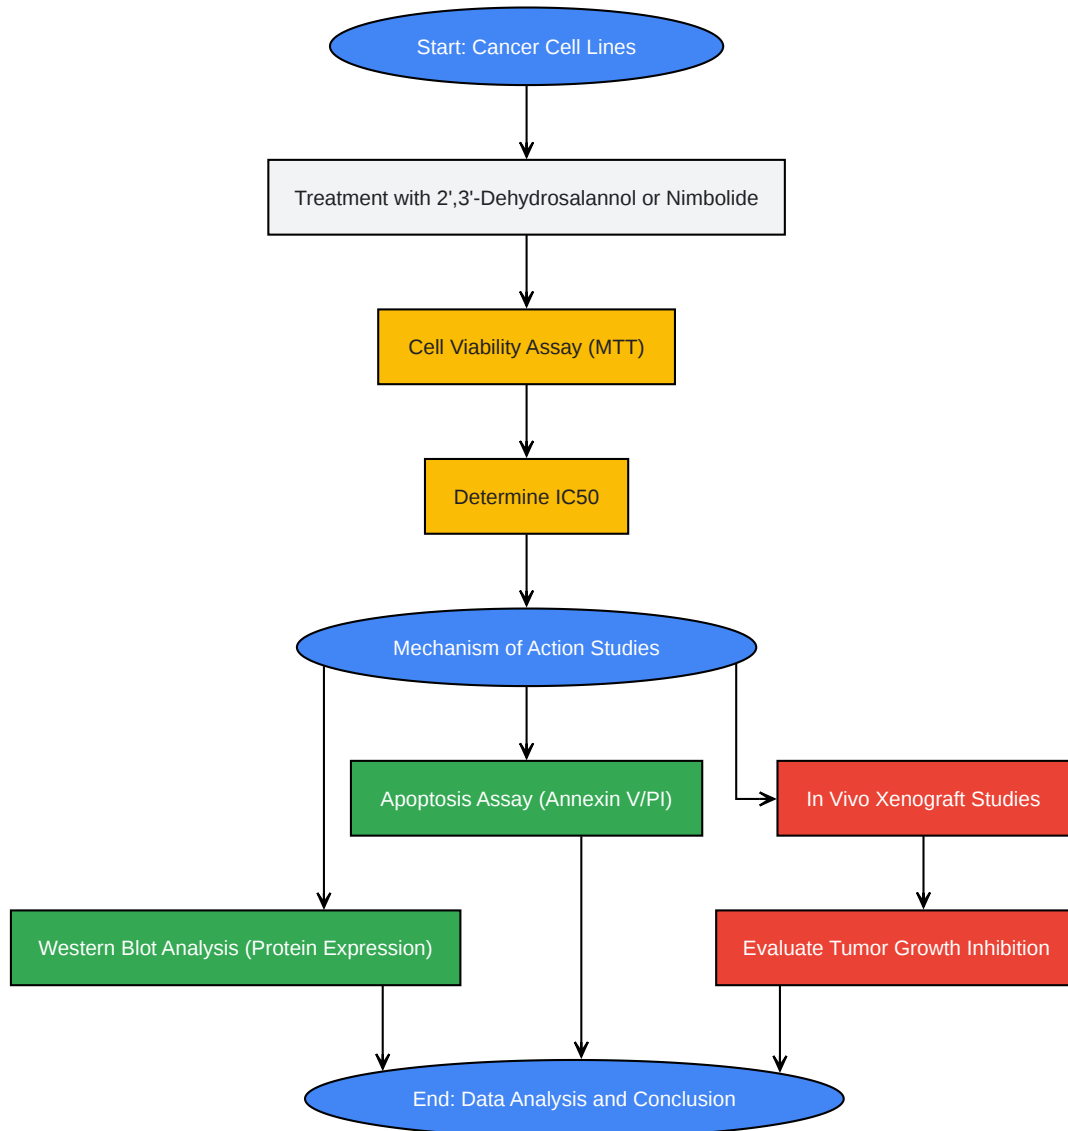 Start: Cancer Cell Lines
Treatment with 2',3'-Dehydrosalannol or Nimbolide
Cell Viability Assay (MTT)
Determine IC50
Mechanism of Action Studies
Apoptosis Assay (Annexin V/PI)
In Vivo Xenograft Studies
Western Blot Analysis (Protein Expression)
Evaluate Tumor Growth Inhibition
End: Data Analysis and Conclusion